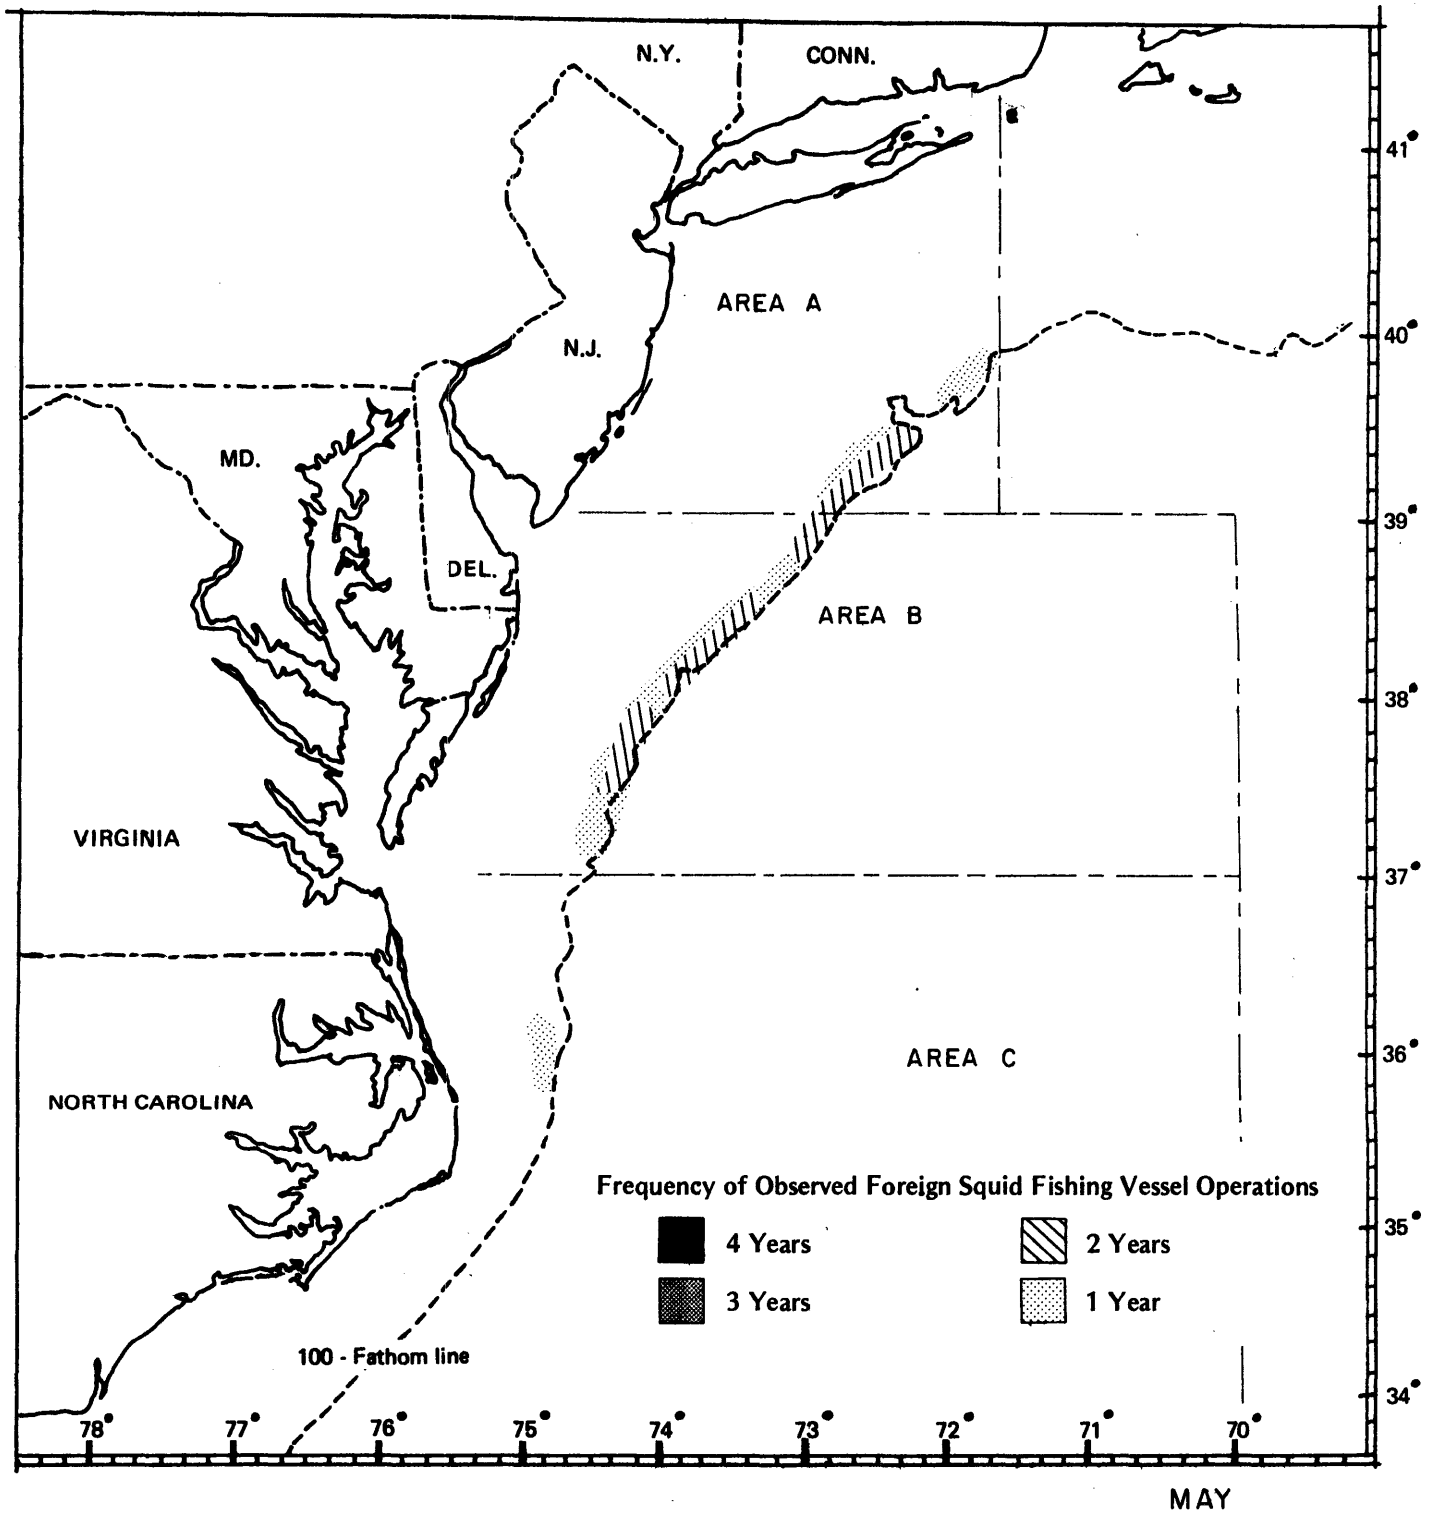 N.Y. CONN.
41°
AREA A
40°
N.J.
MD.
39°
DEL.
AREA B
38°
VIRGINIA
37°
36°
AREA C
NORTH CAROLINA
Frequency of Observed Foreign Squid Fishing Vessel Operations
35°
4 Years 2 Years
3 Years 1 Year
100 - Fathom line
34°
78° 77° 76° 75° 74° 73° 72° 71° 70°
MAY